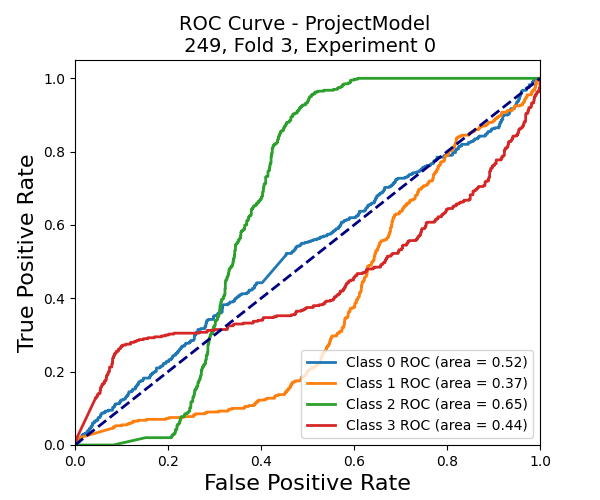 ROC Curve - ProjectModel
249, Fold 3, Experiment 0
True Positive Rate
1.0
0.8
0.6
0.4
0.2
0.0
Class 0 ROC (area = 0.52)
Class 1 ROC (area = 0.37)
Class 2 ROC (area = 0.65)
Class 3 ROC (area = 0.44)
0.0 0.2 0.4 0.6 0.8 1.0
False Positive Rate